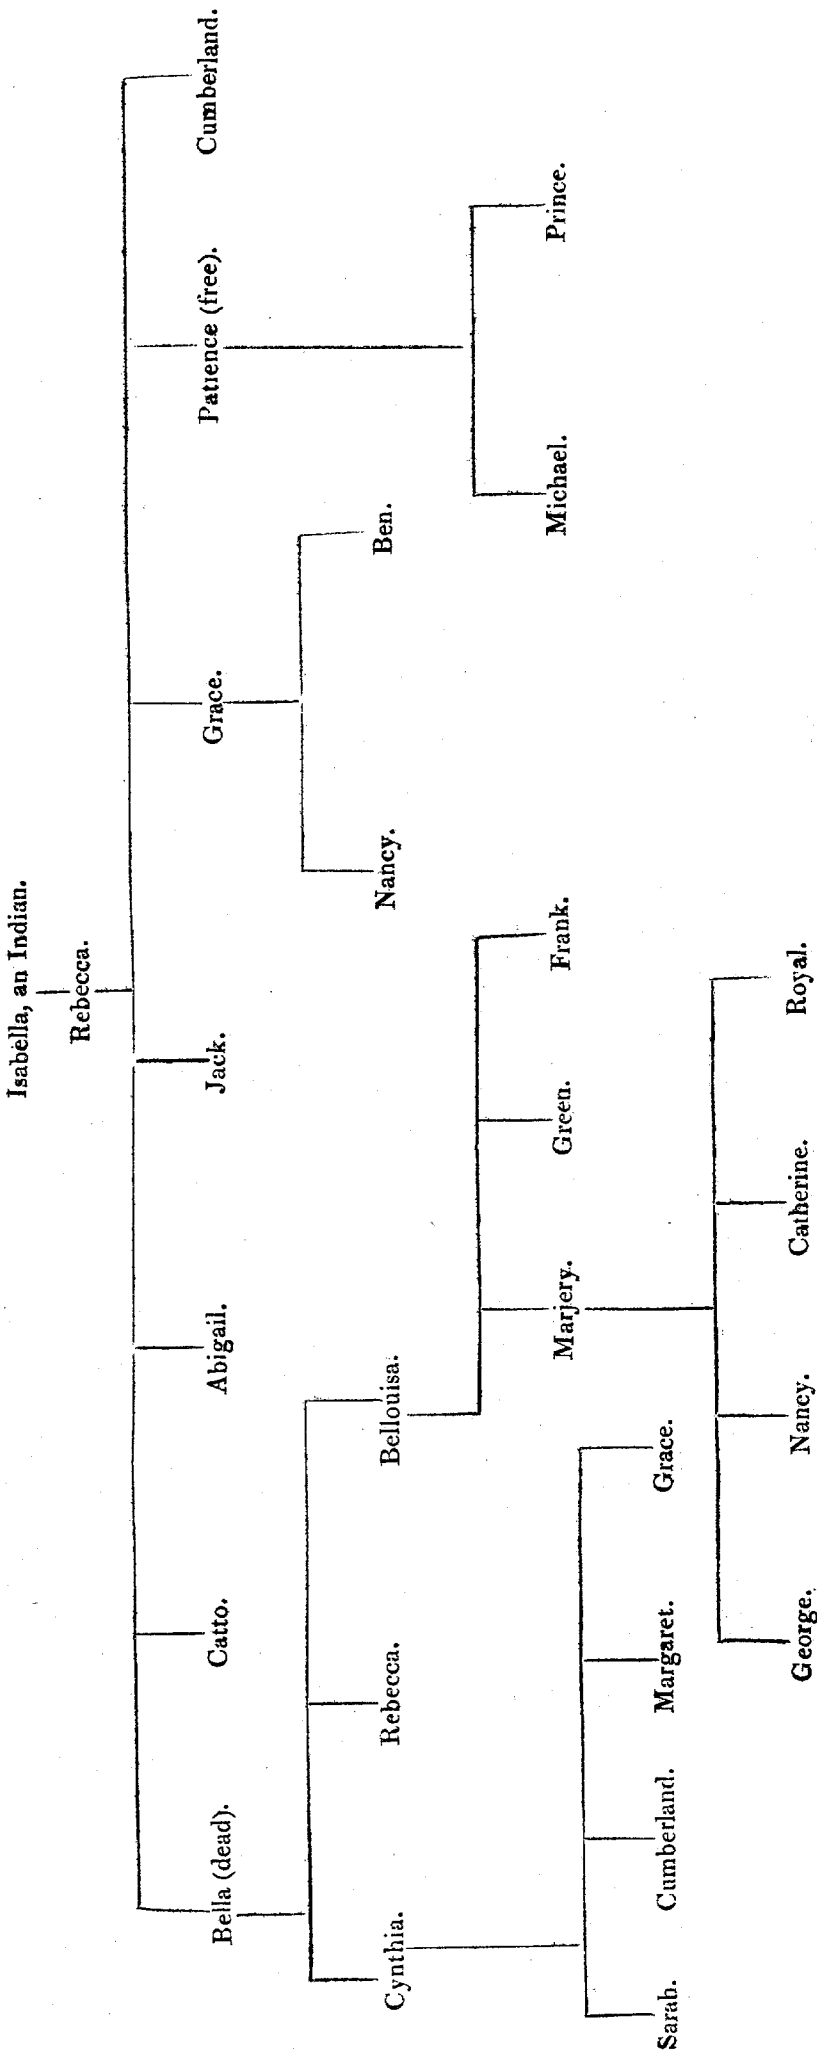 Isabella, an Indian.
Rebecca.
Bella (dead). Catto. Abigail. Jack. Grace. Patience (free). Cumberland.
Cynthia. Rebecca. Bellouisa. Nancy. Ben.
Marjery. Green. Frank. Michael. Prince.
Sarah. Cumberland. Margaret. Grace.
George. Nancy. Catherine. Royal.